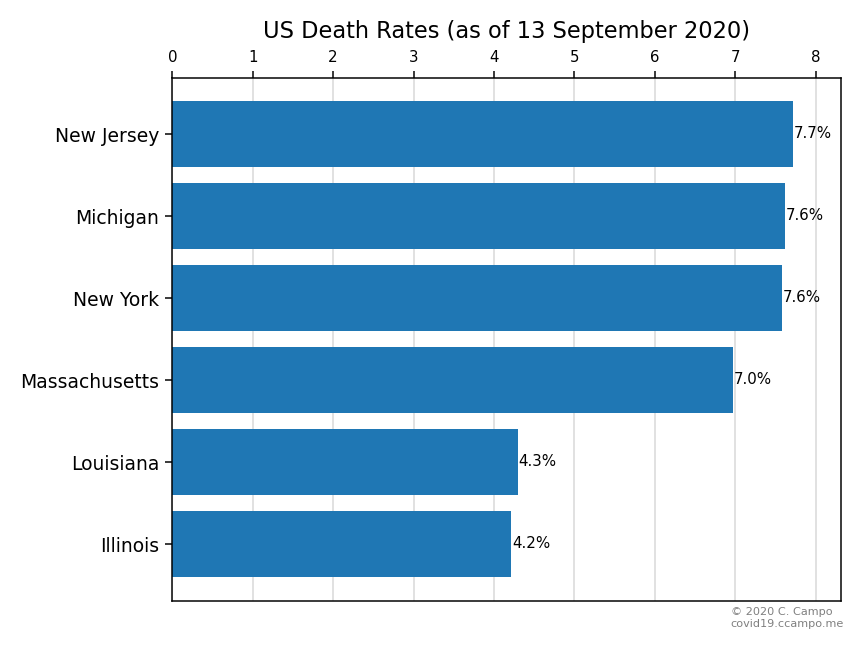 US Death Rates (as of 13 September 2020)
0 1 2 3 4 5 6 7 8
New Jersey 7.7%
Michigan 7.6%
New York 7.6%
Massachusetts 7.0%
Louisiana 4.3%
Illinois 4.2%
© 2020 C. Campo
covid19.ccampo.me